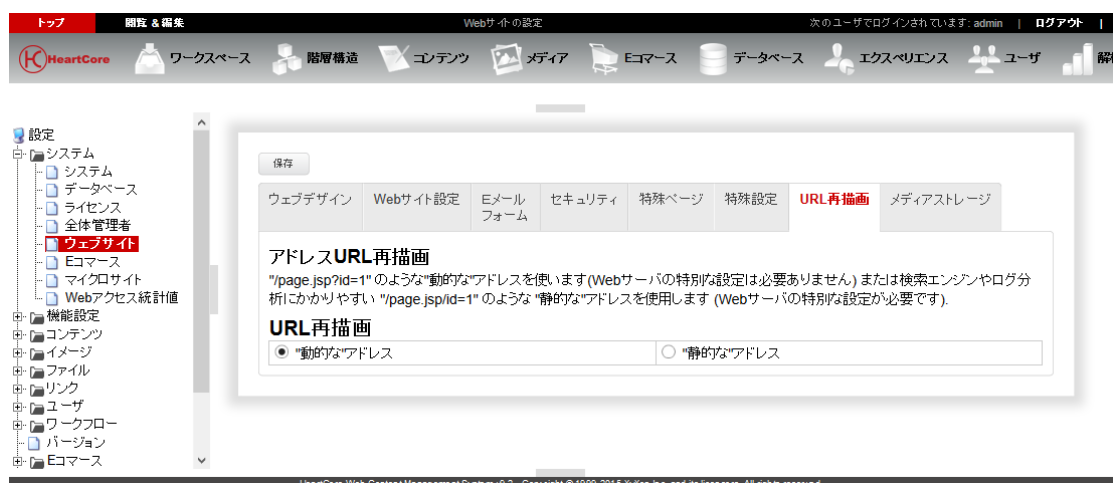 トップ 閲覧 & 編集 Webサイトの設定 次のユーザでログインされています: admin | ログアウト |
HeartCore ワークスペース 階層構造 コンテンツ メディア Eコマース データベース エクスペリエンス ユーザ
設定
システム
システム
データベース
ライセンス
全体管理者
ウェブサイト
Eコマース
マイクロサイト
Webアクセス統計値
機能設定
コンテンツ
イメージ
ファイル
リンク
ユーザ
ワークフロー
バージョン
Eコマース
保存
ウェブデザイン Webサイト設定 Eメール フォーム セキュリティ 特殊ページ 特殊設定 URL再描画 メディアストレージ
アドレスURL再描画
"/page.jsp?id=1" のような"動的な"アドレスを使います(Webサーバの特別な設定は必要ありません) または検索エンジンやログ分
析にかかりやすい "/page.jsp/id=1" のような "静的な"アドレスを使用します (Webサーバの特別な設定が必要です).
URL再描画
"動的な"アドレス "静的な"アドレス